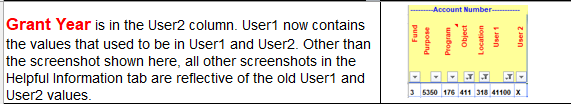 Grant Year is in the User2 column. User1 now contains
the values that used to be in User1 and User2. Other than
the screenshot shown here, all other screenshots in the
Helpful Information tab are reflective of the old User1 and
User2 values.
Account Number
Fund
Purpose
Program
Object
Location
User 1
User 2
3 5350 176 411 318 41100 X